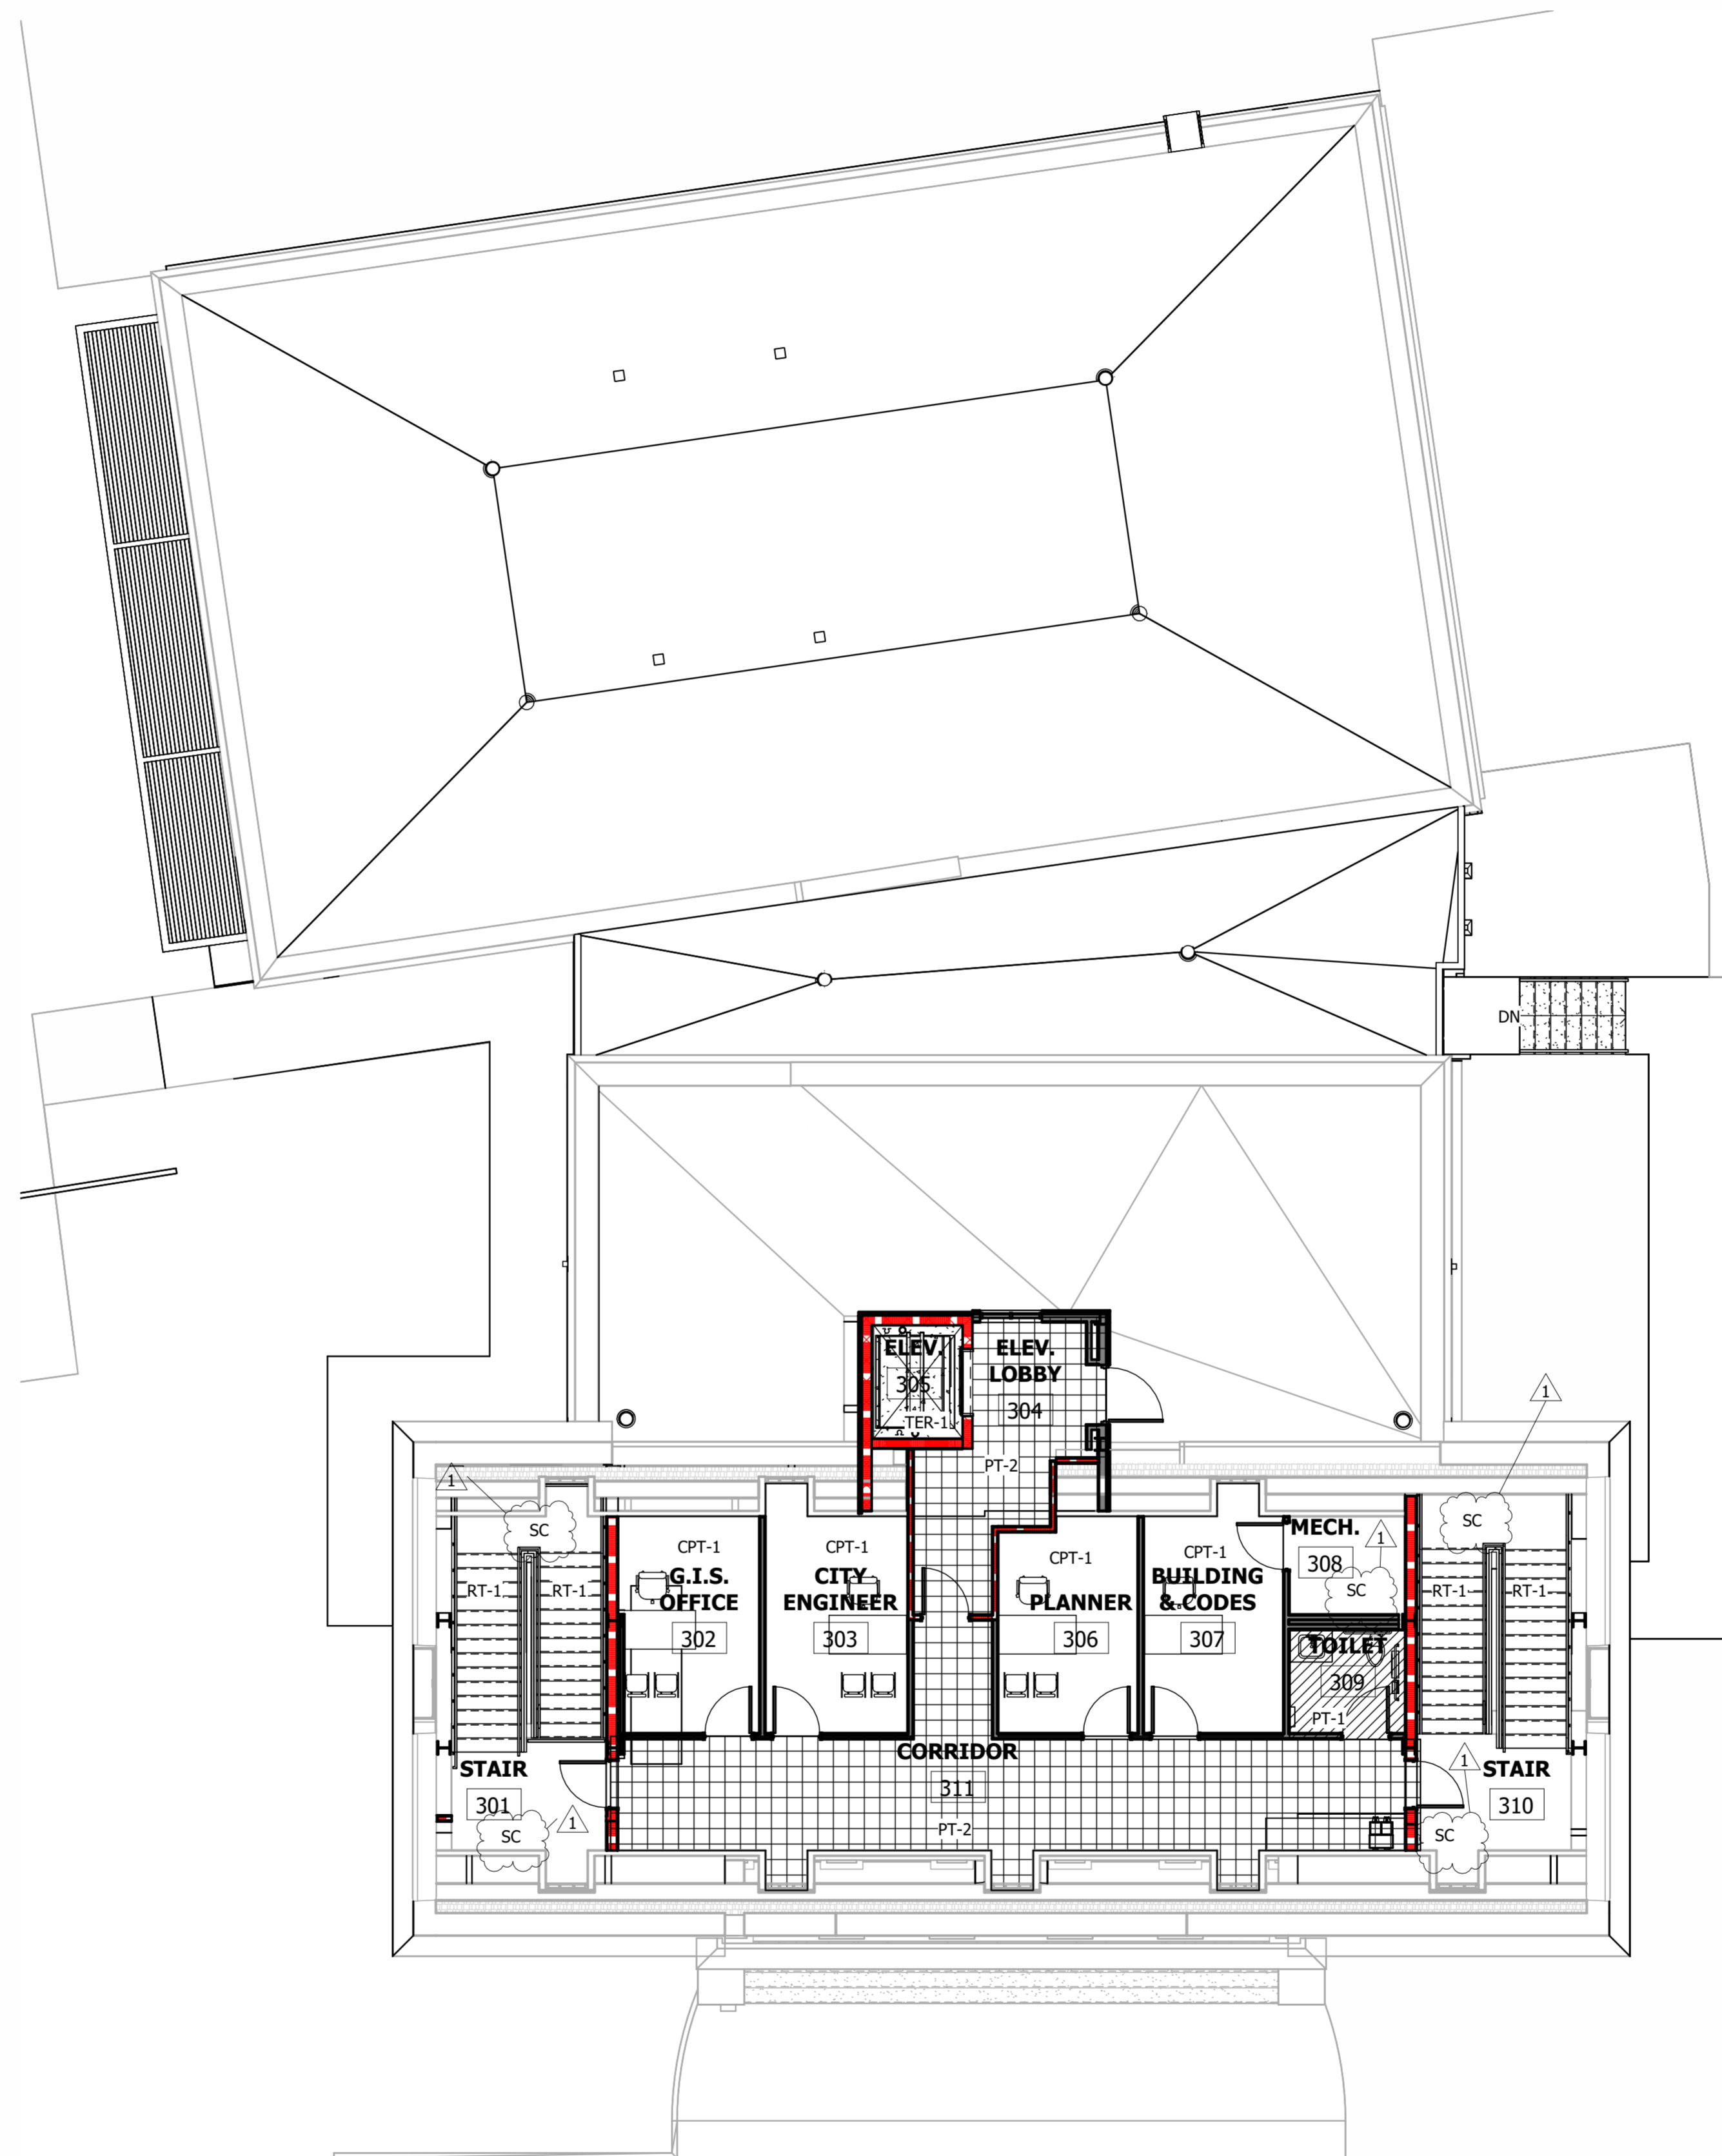 DN
ELEV.
305
TER-1
ELEV.
LOBBY
304
PT-2
1
1
SC
SC
RT-1
RT-1
CPT-1
G.I.S.
OFFICE
302
CPT-1
CITY
ENGINEER
303
CPT-1
PLANNER
306
CPT-1
BUILDING
& CODES
307
MECH.
308
1
SC
TOILET
309
PT-1
RT-1
RT-1
STAIR
301
SC
1
CORRIDOR
311
PT-2
1
SC
STAIR
310